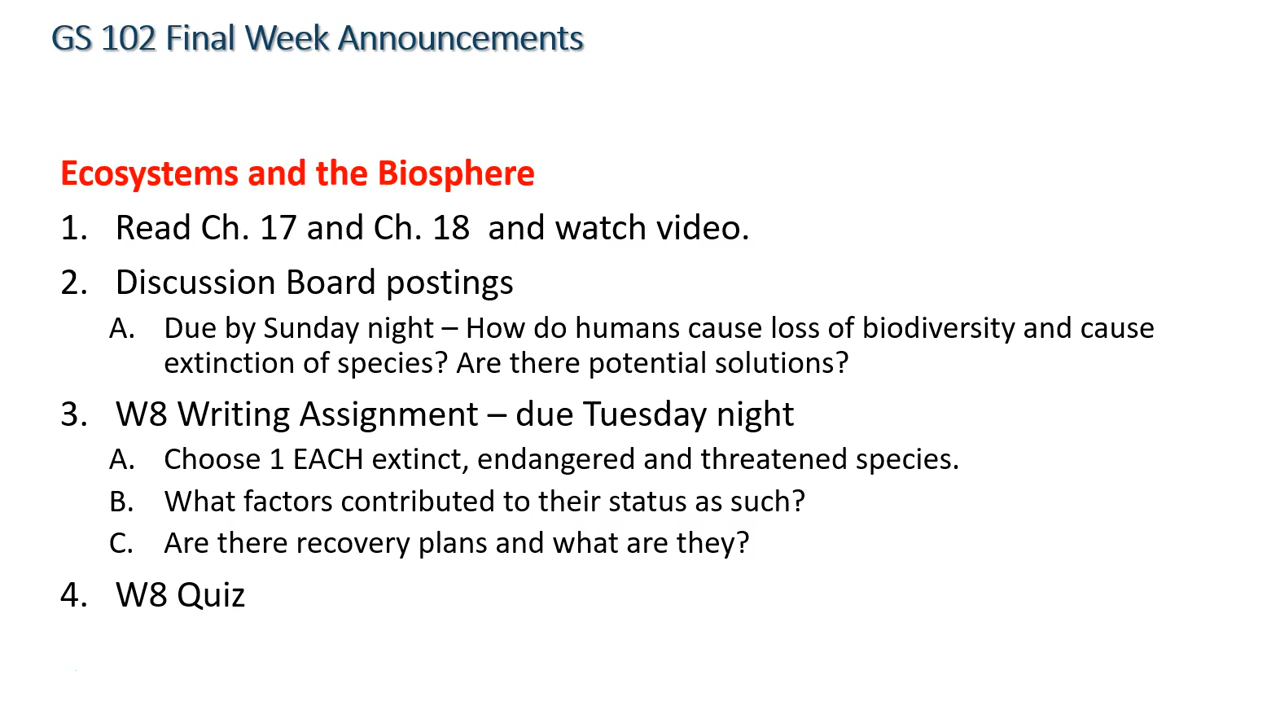 GS 102 Final Week Announcements
Ecosystems and the Biosphere
1. Read Ch. 17 and Ch. 18 and watch video.
2. Discussion Board postings
A. Due by Sunday night – How do humans cause loss of biodiversity and cause
extinction of species? Are there potential solutions?
3. W8 Writing Assignment – due Tuesday night
A. Choose 1 EACH extinct, endangered and threatened species.
B. What factors contributed to their status as such?
C. Are there recovery plans and what are they?
4. W8 Quiz